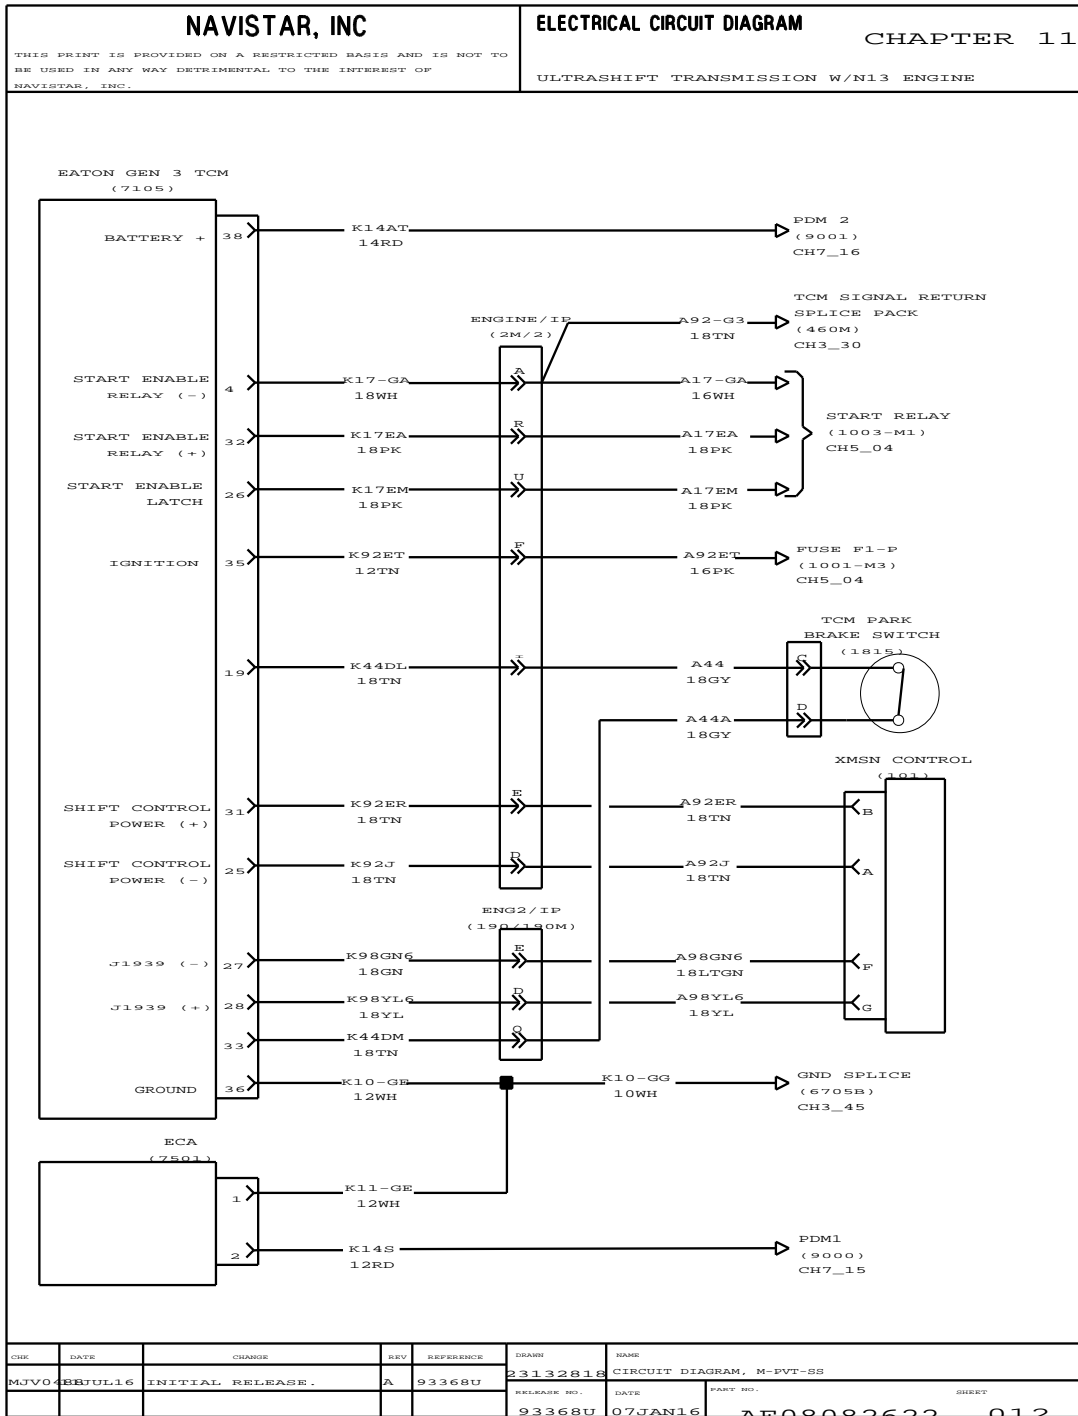 NAVISTAR, INC
THIS PRINT IS PROVIDED ON A RESTRICTED BASIS AND IS NOT TO
BE USED IN ANY WAY DETRIMENTAL TO THE INTEREST OF
NAVISTAR, INC.
ELECTRICAL CIRCUIT DIAGRAM
CHAPTER 11
ULTRASHIFT TRANSMISSION W/N13 ENGINE
EATON GEN 3 TCM
(7105)
BATTERY +
38
K14AT
14RD
PDM 2
(9001)
CH7_16
ENGINE/IP
(2M/2)
A92-G3
18TN
TCM SIGNAL RETURN
SPLICE PACK
(460M)
CH3_30
START ENABLE
RELAY (-)
4
K17-GA
18WH
A
A17-GA
16WH
START ENABLE
RELAY (+)
32
K17EA
18PK
R
A17EA
18PK
START RELAY
(1003-M1)
CH5_04
START ENABLE
LATCH
26
K17EM
18PK
U
A17EM
18PK
IGNITION
35
K92ET
12TN
F
A92ET
16PK
FUSE F1-P
(1001-M3)
CH5_04
TCM PARK
BRAKE SWITCH
(1815)
19
K44DL
18TN
I
A44
18GY
C
A44A
18GY
D
XMSN CONTROL
(101)
SHIFT CONTROL
POWER (+)
31
K92ER
18TN
E
A92ER
18TN
B
SHIFT CONTROL
POWER (-)
25
K92J
18TN
D
A92J
18TN
A
ENG2/IP
(190/190M)
J1939 (-)
27
K98GN6
18GN
E
A98GN6
18LTGN
F
J1939 (+)
28
K98YL6
18YL
D
A98YL6
18YL
G
33
K44DM
18TN
GROUND
36
K10-GE
12WH
K10-GG
10WH
GND SPLICE
(6705B)
CH3_45
ECA
(7501)
1
K11-GE
12WH
2
K14S
12RD
PDM1
(9000)
CH7_15
CHK DATE CHANGE REV REFERENCE
JUL16 INITIAL RELEASE. A 93368U
DRAWN
23132818
NAME
CIRCUIT DIAGRAM, M-PVT-SS
RELEASE NO.
93368U
DATE
07JAN16
PART NO.
SHEET